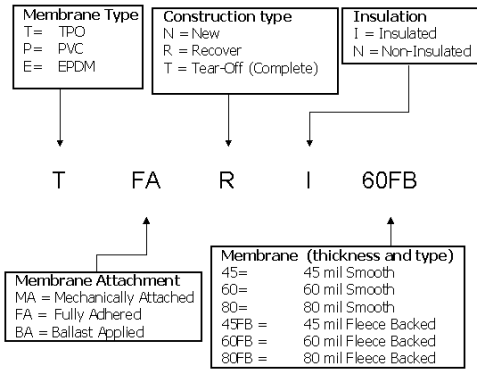 Membrane Type
T= TPO
P= PVC
E= EPDM
Construction type
N = New
R = Recover
T = Tear-Off (Complete)
Insulation
I = Insulated
N = Non-Insulated
T FA R I 60FB
Membrane Attachment
MA = Mechanically Attached
FA = Fully Adhered
BA = Ballast Applied
Membrane (thickness and type)
45= 45 mil Smooth
60= 60 mil Smooth
80= 80 mil Smooth
45FB = 45 mil Fleece Backed
60FB = 60 mil Fleece Backed
80FB = 80 mil Fleece Backed